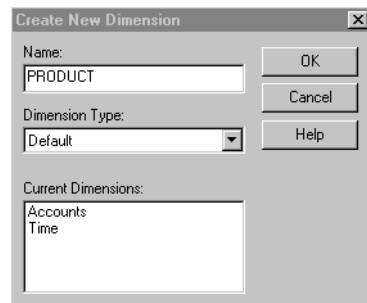 Create New Dimension
Name:
PRODUCT
OK
Cancel
Dimension Type:
Default
Help
Current Dimensions:
Accounts
Time